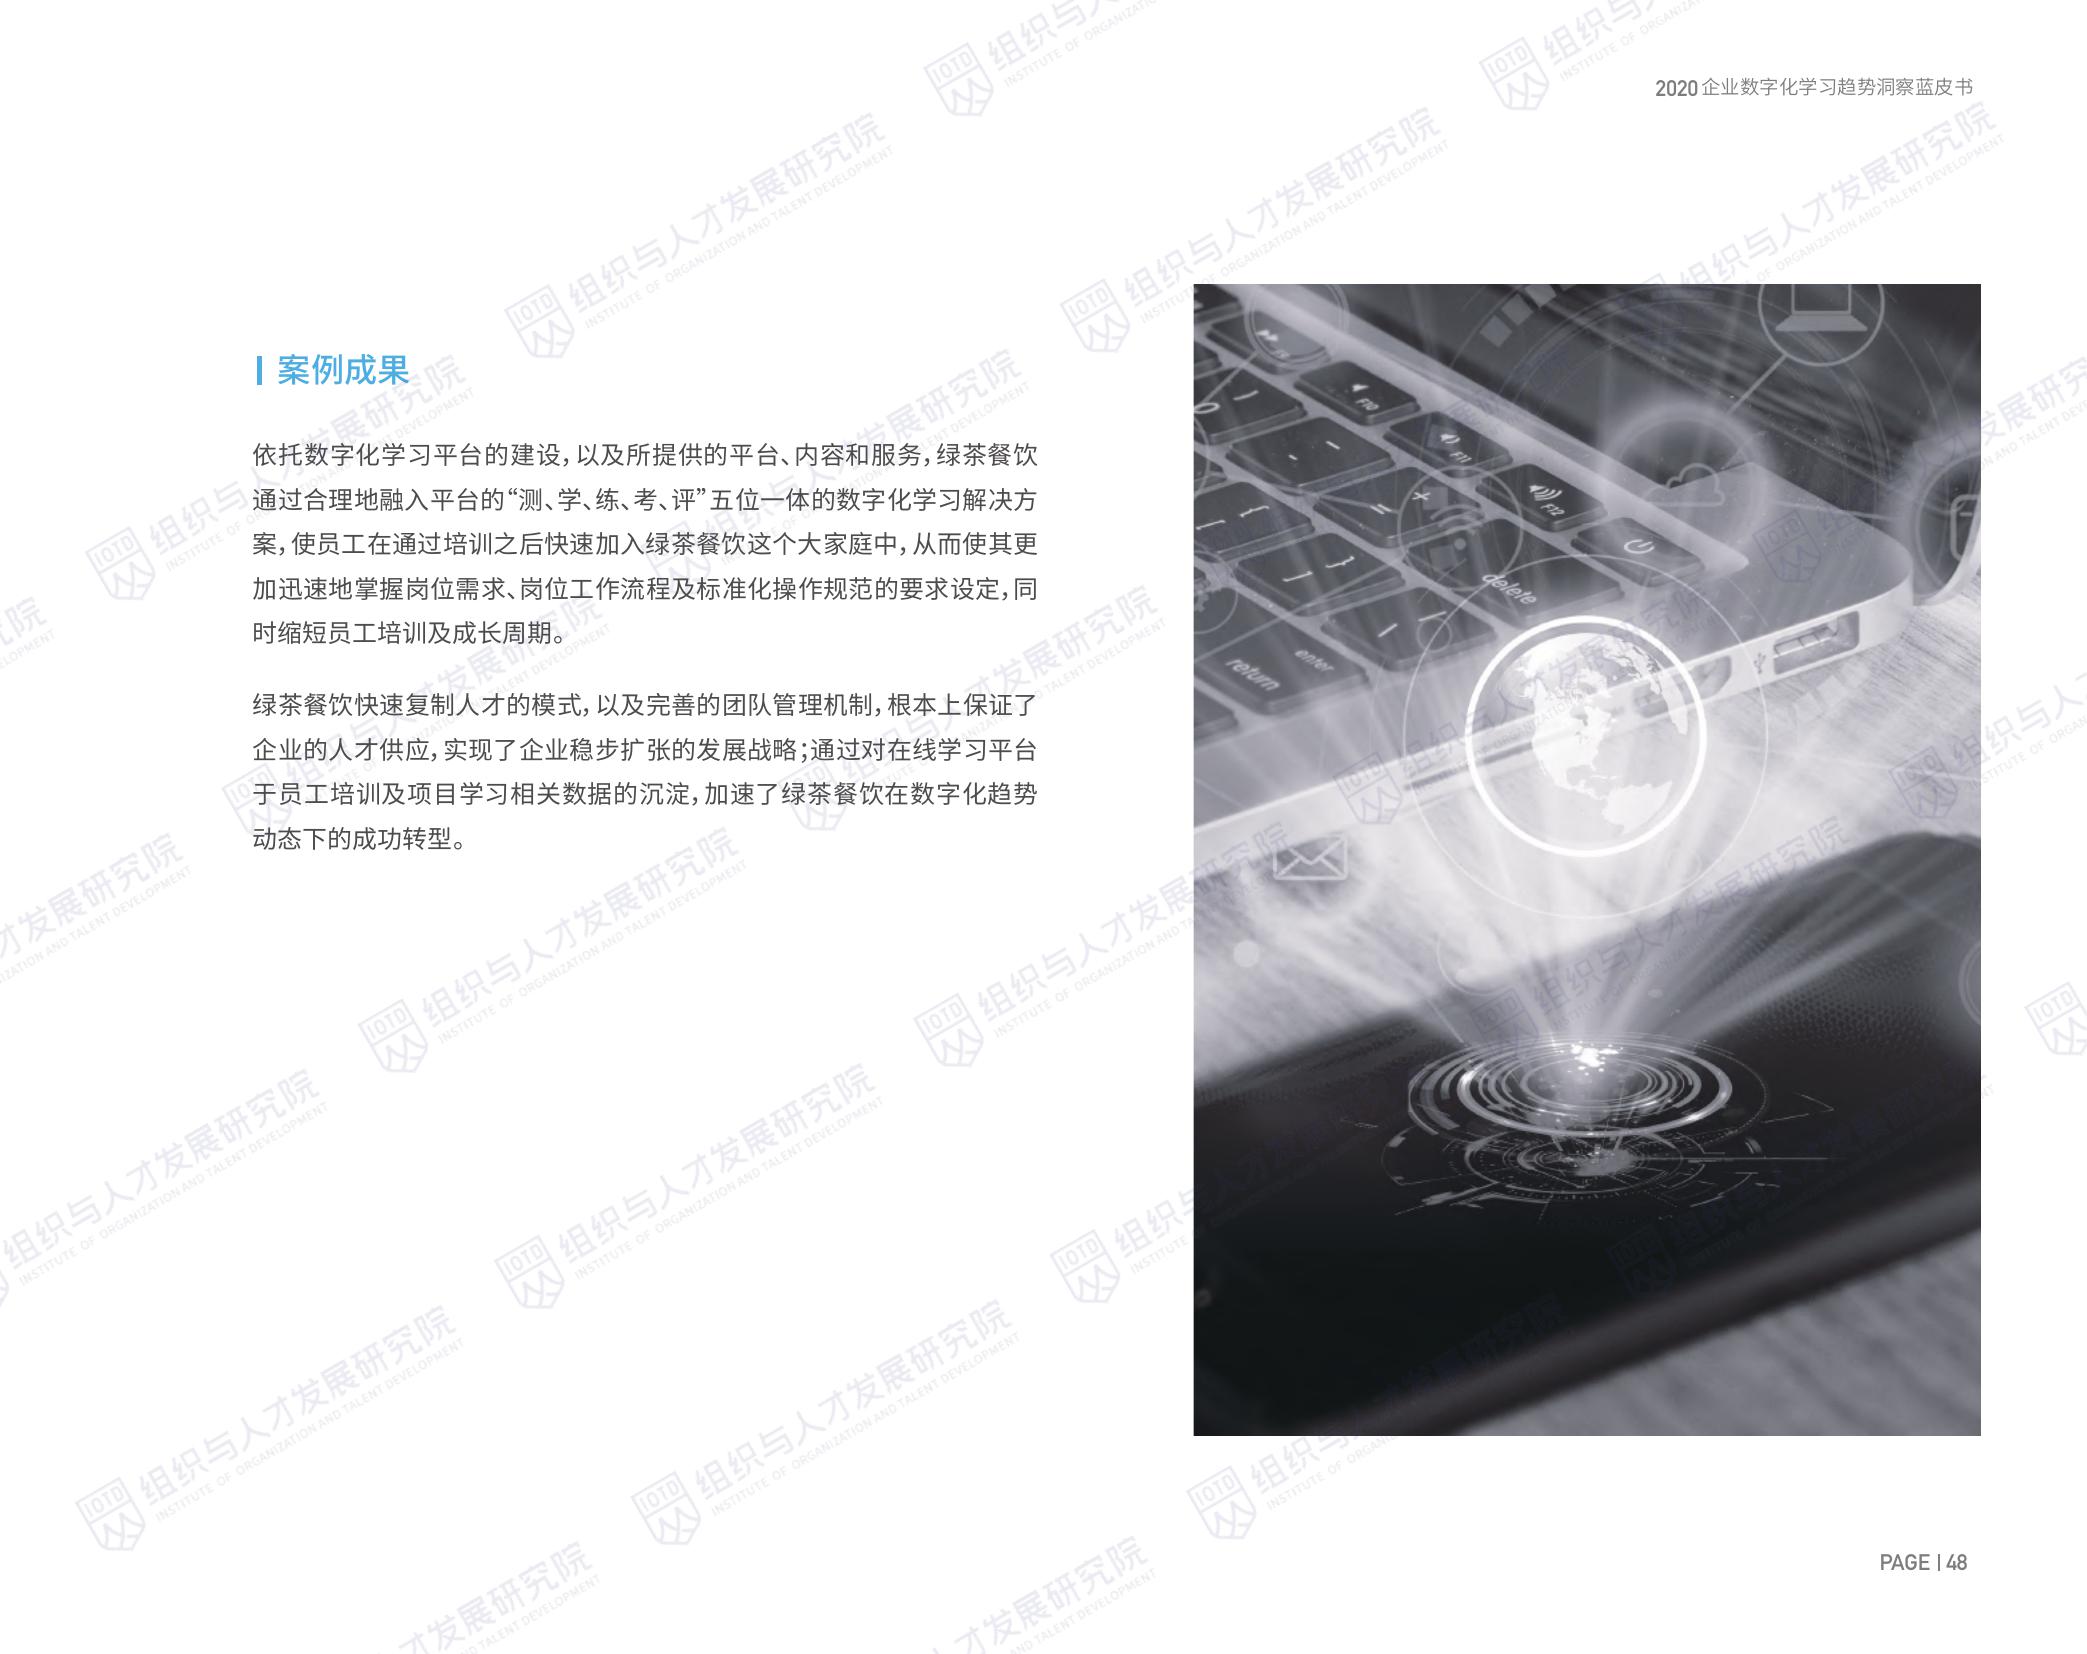 2020 企业数字化学习趋势洞察蓝皮书
案例成果
依托数字化学习平台的建设，以及所提供的平台、内容和服务，绿茶餐饮
通过合理地融入平台的“测、学、练、考、评”五位一体的数字化学习解决方
案，使员工在通过培训之后快速加入绿茶餐饮这个大家庭中，从而使其更
加迅速地掌握岗位需求、岗位工作流程及标准化操作规范的要求设定，同
时缩短员工培训及成长周期。
绿茶餐饮快速复制人才的模式，以及完善的团队管理机制，根本上保证了
企业的人才供应，实现了企业稳步扩张的发展战略；通过对在线学习平台
于员工培训及项目学习相关数据的沉淀，加速了绿茶餐饮在数字化趋势
动态下的成功转型。
F10
F11
F12
delete
enter
return
IOTD 组织与人才发展研究院
INSTITUTE OF ORGANIZATION AND TALENT DEVELOPMENT
PAGE | 48